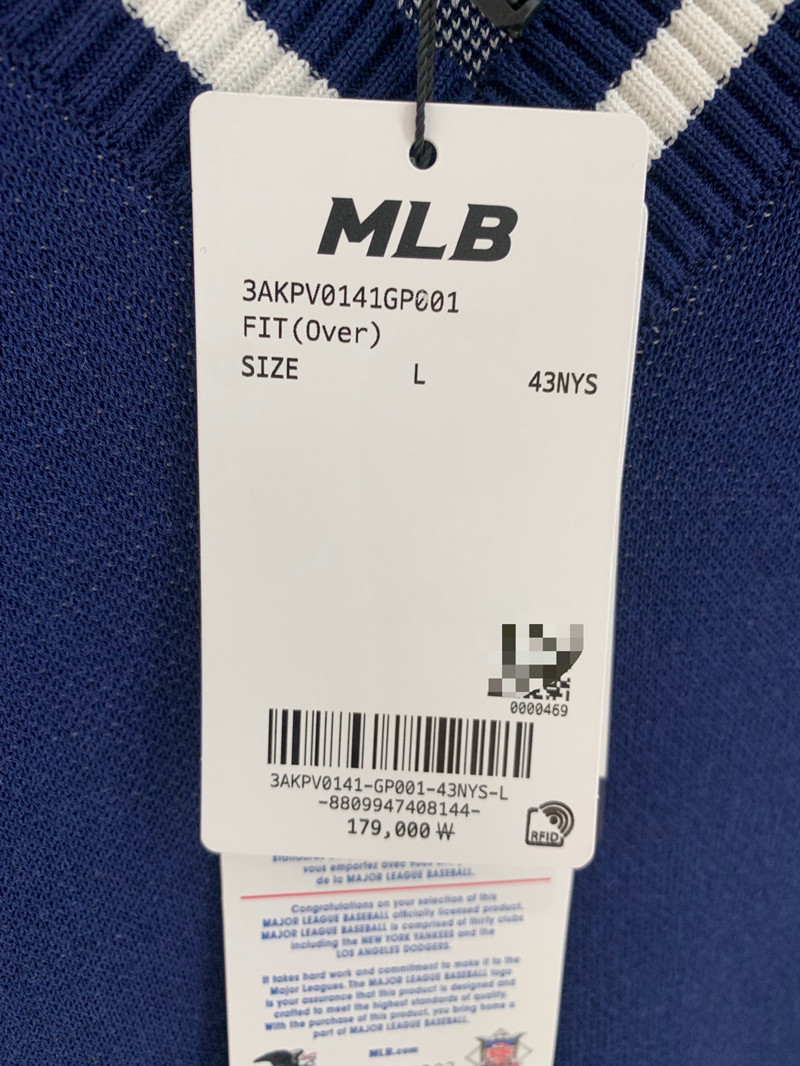 MLB
3AKPV0141GP001
FIT(Over)
SIZE L 43NYS
0000469
3AKPV0141-GP001-43NYS-L
-8809947408144-
179,000₩
RFID
vous emportez avec vous
de la MAJOR LEAGUE BASEBALL.
Congratulations on your selection of this
MAJOR LEAGUE BASEBALL officially licensed product.
MAJOR LEAGUE BASEBALL is comprised of thirty clubs
including the NEW YORK YANKEES and the
LOS ANGELES DODGERS.
It takes hard work and commitment to make it to the
Major Leagues. The MAJOR LEAGUE BASEBALL logo
is your assurance that this product is designed and
crafted to meet the highest standards of quality.
With the purchase of this product, you bring home a
part of MAJOR LEAGUE BASEBALL.
MLB.com